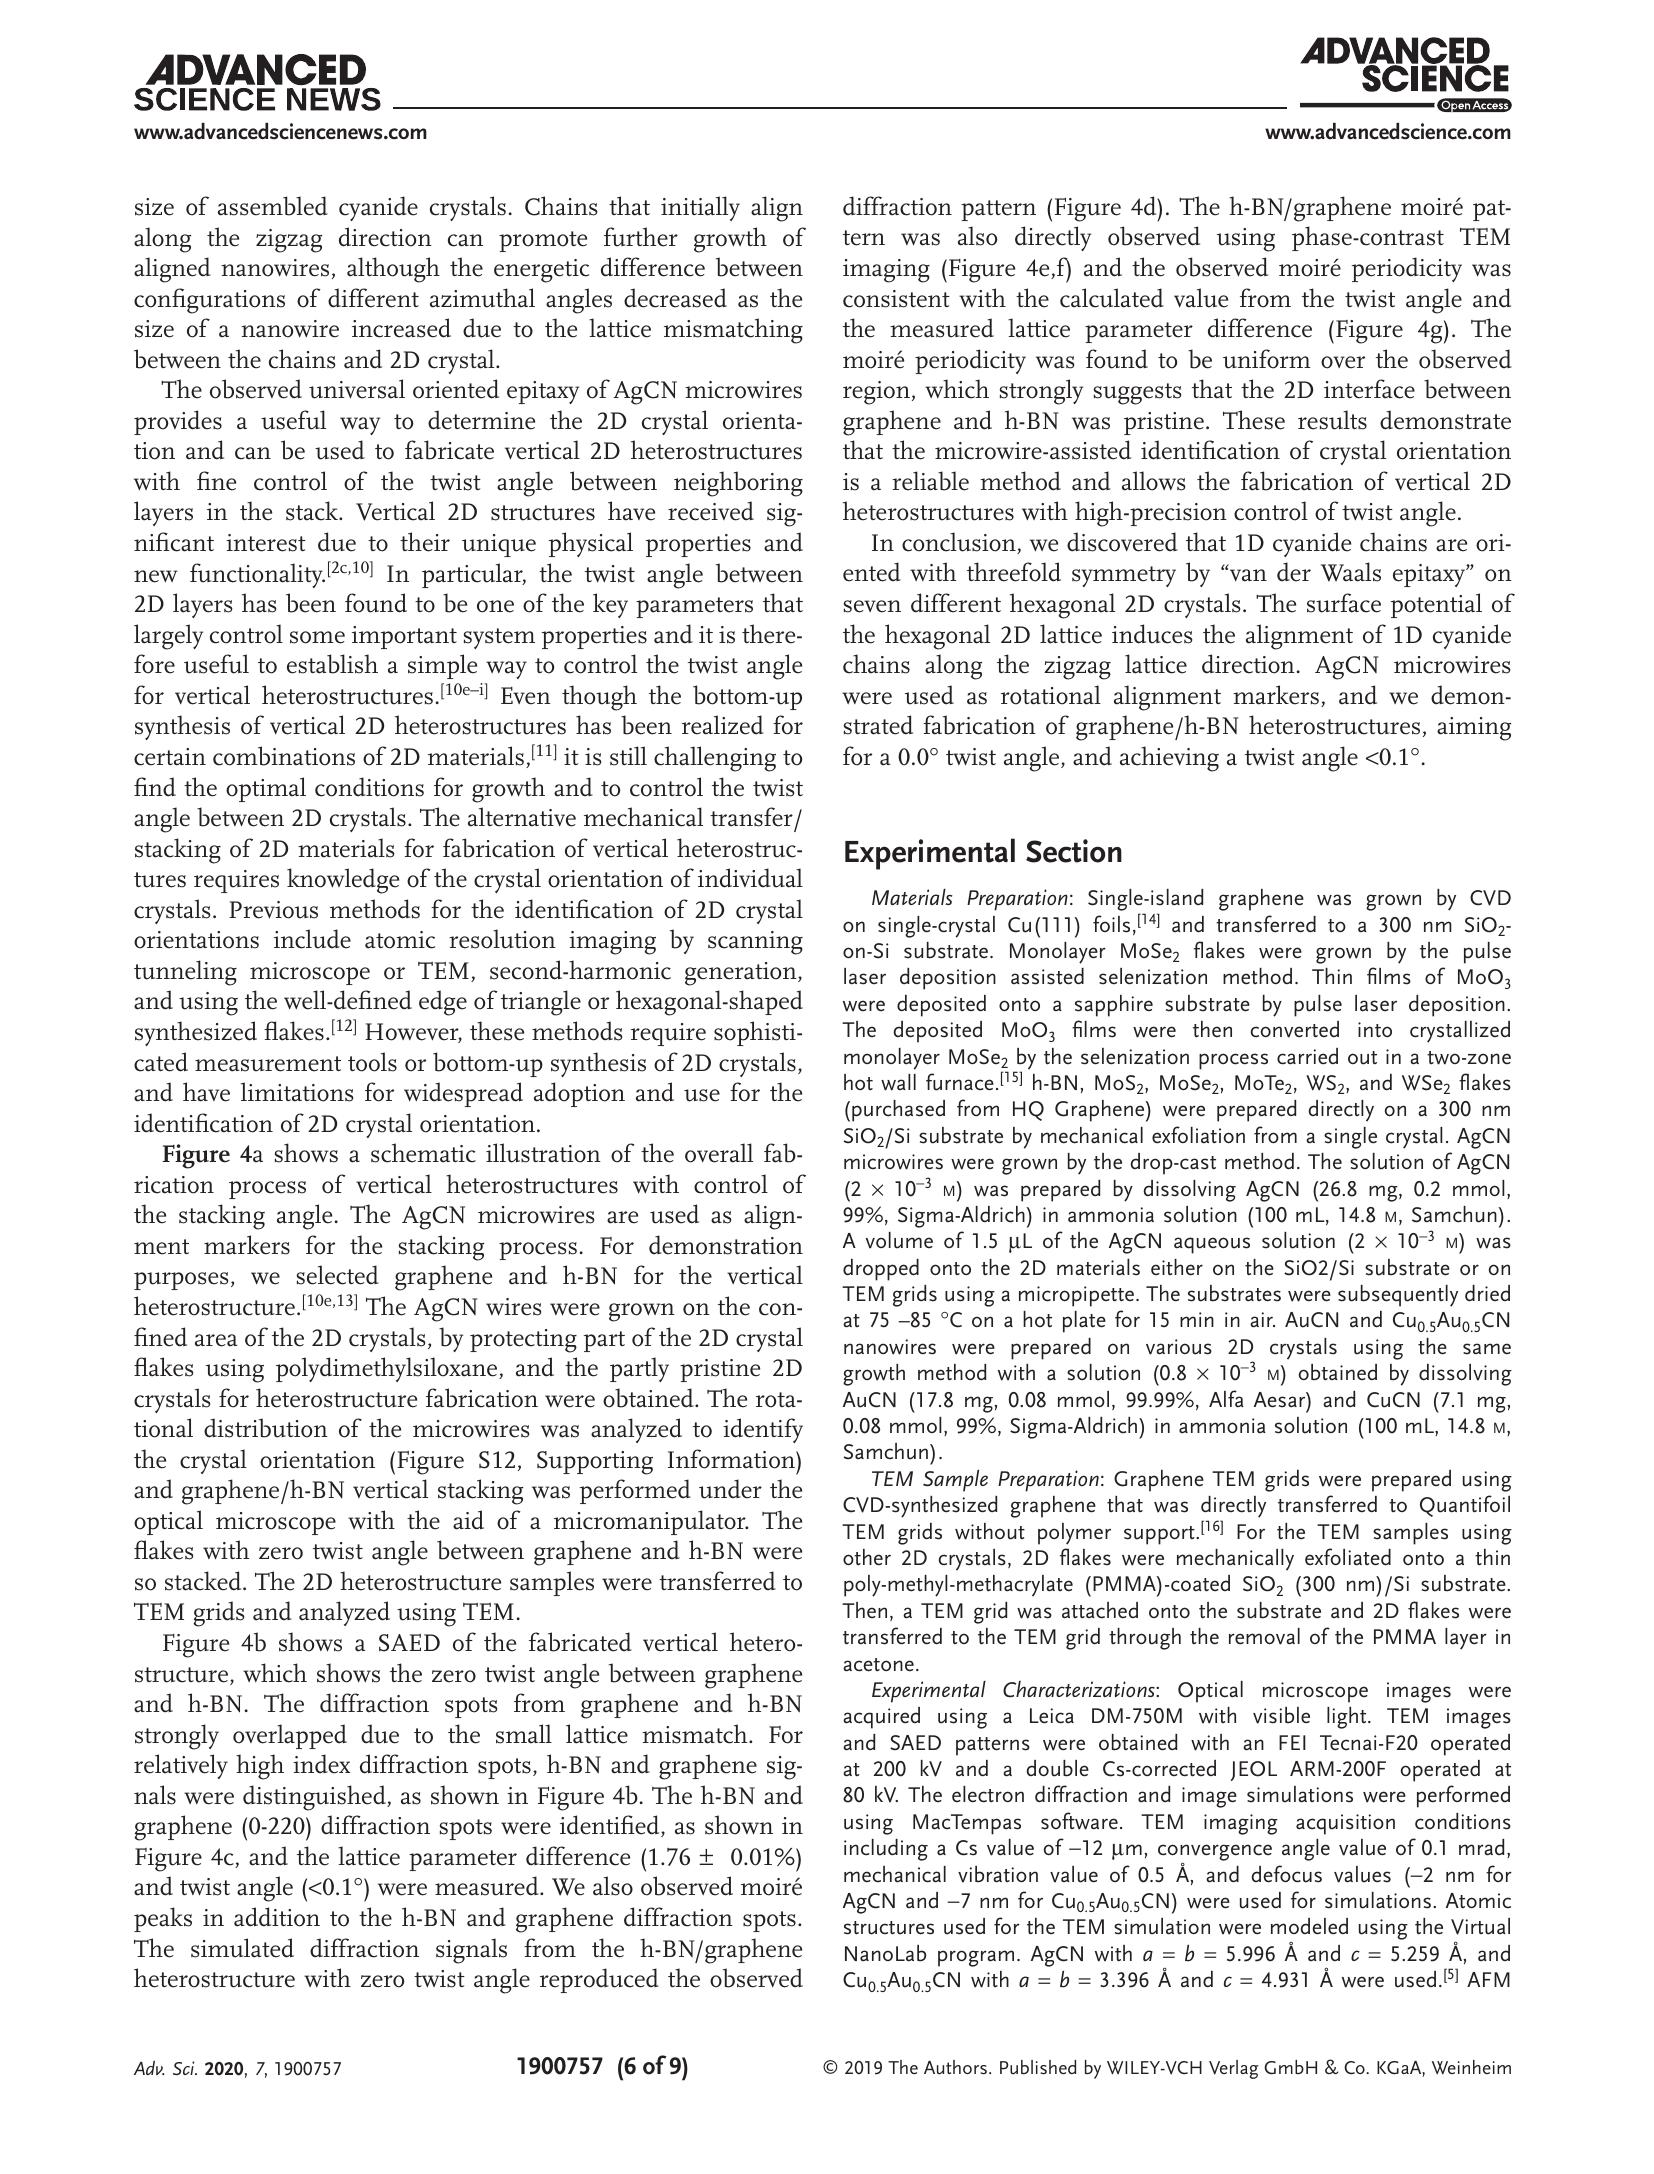 ADVANCED
SCIENCE NEWS
www.advancedsciencenews.com
ADVANCED
SCIENCE
Open Access
www.advancedscience.com
size of assembled cyanide crystals. Chains that initially align
along the zigzag direction can promote further growth of
aligned nanowires, although the energetic difference between
configurations of different azimuthal angles decreased as the
size of a nanowire increased due to the lattice mismatching
between the chains and 2D crystal.
The observed universal oriented epitaxy of AgCN microwires
provides a useful way to determine the 2D crystal orienta-
tion and can be used to fabricate vertical 2D heterostructures
with fine control of the twist angle between neighboring
layers in the stack. Vertical 2D structures have received sig-
nificant interest due to their unique physical properties and
new functionality.[2c,10] In particular, the twist angle between
2D layers has been found to be one of the key parameters that
largely control some important system properties and it is there-
fore useful to establish a simple way to control the twist angle
for vertical heterostructures.[10e–i] Even though the bottom-up
synthesis of vertical 2D heterostructures has been realized for
certain combinations of 2D materials,[11] it is still challenging to
find the optimal conditions for growth and to control the twist
angle between 2D crystals. The alternative mechanical transfer/
stacking of 2D materials for fabrication of vertical heterostruc-
tures requires knowledge of the crystal orientation of individual
crystals. Previous methods for the identification of 2D crystal
orientations include atomic resolution imaging by scanning
tunneling microscope or TEM, second-harmonic generation,
and using the well-defined edge of triangle or hexagonal-shaped
synthesized flakes.[12] However, these methods require sophisti-
cated measurement tools or bottom-up synthesis of 2D crystals,
and have limitations for widespread adoption and use for the
identification of 2D crystal orientation.
Figure 4a shows a schematic illustration of the overall fab-
rication process of vertical heterostructures with control of
the stacking angle. The AgCN microwires are used as align-
ment markers for the stacking process. For demonstration
purposes, we selected graphene and h-BN for the vertical
heterostructure.[10e,13] The AgCN wires were grown on the con-
fined area of the 2D crystals, by protecting part of the 2D crystal
flakes using polydimethylsiloxane, and the partly pristine 2D
crystals for heterostructure fabrication were obtained. The rota-
tional distribution of the microwires was analyzed to identify
the crystal orientation (Figure S12, Supporting Information)
and graphene/h-BN vertical stacking was performed under the
optical microscope with the aid of a micromanipulator. The
flakes with zero twist angle between graphene and h-BN were
so stacked. The 2D heterostructure samples were transferred to
TEM grids and analyzed using TEM.
Figure 4b shows a SAED of the fabricated vertical hetero-
structure, which shows the zero twist angle between graphene
and h-BN. The diffraction spots from graphene and h-BN
strongly overlapped due to the small lattice mismatch. For
relatively high index diffraction spots, h-BN and graphene sig-
nals were distinguished, as shown in Figure 4b. The h-BN and
graphene (0-220) diffraction spots were identified, as shown in
Figure 4c, and the lattice parameter difference (1.76 ± 0.01%)
and twist angle (<0.1°) were measured. We also observed moiré
peaks in addition to the h-BN and graphene diffraction spots.
The simulated diffraction signals from the h-BN/graphene
heterostructure with zero twist angle reproduced the observed
diffraction pattern (Figure 4d). The h-BN/graphene moiré pat-
tern was also directly observed using phase-contrast TEM
imaging (Figure 4e,f) and the observed moiré periodicity was
consistent with the calculated value from the twist angle and
the measured lattice parameter difference (Figure 4g). The
moiré periodicity was found to be uniform over the observed
region, which strongly suggests that the 2D interface between
graphene and h-BN was pristine. These results demonstrate
that the microwire-assisted identification of crystal orientation
is a reliable method and allows the fabrication of vertical 2D
heterostructures with high-precision control of twist angle.
In conclusion, we discovered that 1D cyanide chains are ori-
ented with threefold symmetry by “van der Waals epitaxy” on
seven different hexagonal 2D crystals. The surface potential of
the hexagonal 2D lattice induces the alignment of 1D cyanide
chains along the zigzag lattice direction. AgCN microwires
were used as rotational alignment markers, and we demon-
strated fabrication of graphene/h-BN heterostructures, aiming
for a 0.0° twist angle, and achieving a twist angle <0.1°.
Experimental Section
Materials Preparation: Single-island graphene was grown by CVD
on single-crystal Cu(111) foils,[14] and transferred to a 300 nm SiO2-
on-Si substrate. Monolayer MoSe2 flakes were grown by the pulse
laser deposition assisted selenization method. Thin films of MoO3
were deposited onto a sapphire substrate by pulse laser deposition.
The deposited MoO3 films were then converted into crystallized
monolayer MoSe2 by the selenization process carried out in a two-zone
hot wall furnace.[15] h-BN, MoS2, MoSe2, MoTe2, WS2, and WSe2 flakes
(purchased from HQ Graphene) were prepared directly on a 300 nm
SiO2/Si substrate by mechanical exfoliation from a single crystal. AgCN
microwires were grown by the drop-cast method. The solution of AgCN
(2 × 10–3 M) was prepared by dissolving AgCN (26.8 mg, 0.2 mmol,
99%, Sigma-Aldrich) in ammonia solution (100 mL, 14.8 M, Samchun).
A volume of 1.5 µL of the AgCN aqueous solution (2 × 10–3 M) was
dropped onto the 2D materials either on the SiO2/Si substrate or on
TEM grids using a micropipette. The substrates were subsequently dried
at 75 –85 °C on a hot plate for 15 min in air. AuCN and Cu0.5Au0.5CN
nanowires were prepared on various 2D crystals using the same
growth method with a solution (0.8 × 10–3 M) obtained by dissolving
AuCN (17.8 mg, 0.08 mmol, 99.99%, Alfa Aesar) and CuCN (7.1 mg,
0.08 mmol, 99%, Sigma-Aldrich) in ammonia solution (100 mL, 14.8 M,
Samchun).
TEM Sample Preparation: Graphene TEM grids were prepared using
CVD-synthesized graphene that was directly transferred to Quantifoil
TEM grids without polymer support.[16] For the TEM samples using
other 2D crystals, 2D flakes were mechanically exfoliated onto a thin
poly-methyl-methacrylate (PMMA)-coated SiO2 (300 nm)/Si substrate.
Then, a TEM grid was attached onto the substrate and 2D flakes were
transferred to the TEM grid through the removal of the PMMA layer in
acetone.
Experimental Characterizations: Optical microscope images were
acquired using a Leica DM-750M with visible light. TEM images
and SAED patterns were obtained with an FEI Tecnai-F20 operated
at 200 kV and a double Cs-corrected JEOL ARM-200F operated at
80 kV. The electron diffraction and image simulations were performed
using MacTempas software. TEM imaging acquisition conditions
including a Cs value of –12 µm, convergence angle value of 0.1 mrad,
mechanical vibration value of 0.5 Å, and defocus values (–2 nm for
AgCN and –7 nm for Cu0.5Au0.5CN) were used for simulations. Atomic
structures used for the TEM simulation were modeled using the Virtual
NanoLab program. AgCN with a = b = 5.996 Å and c = 5.259 Å, and
Cu0.5Au0.5CN with a = b = 3.396 Å and c = 4.931 Å were used.[5] AFM
Adv. Sci. 2020, 7, 1900757
1900757 (6 of 9)
© 2019 The Authors. Published by WILEY-VCH Verlag GmbH & Co. KGaA, Weinheim